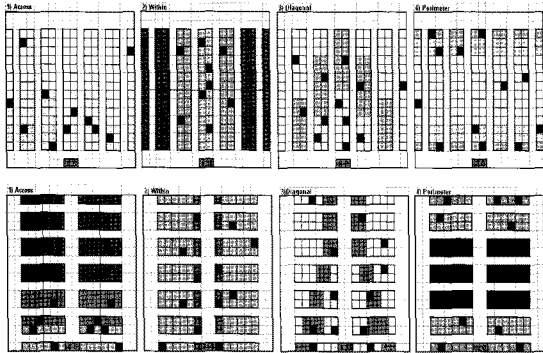 1) Across
2) Within
3) Diagonal
4) Perimeter
1) Across
2) Within
3) Diagonal
4) Perimeter